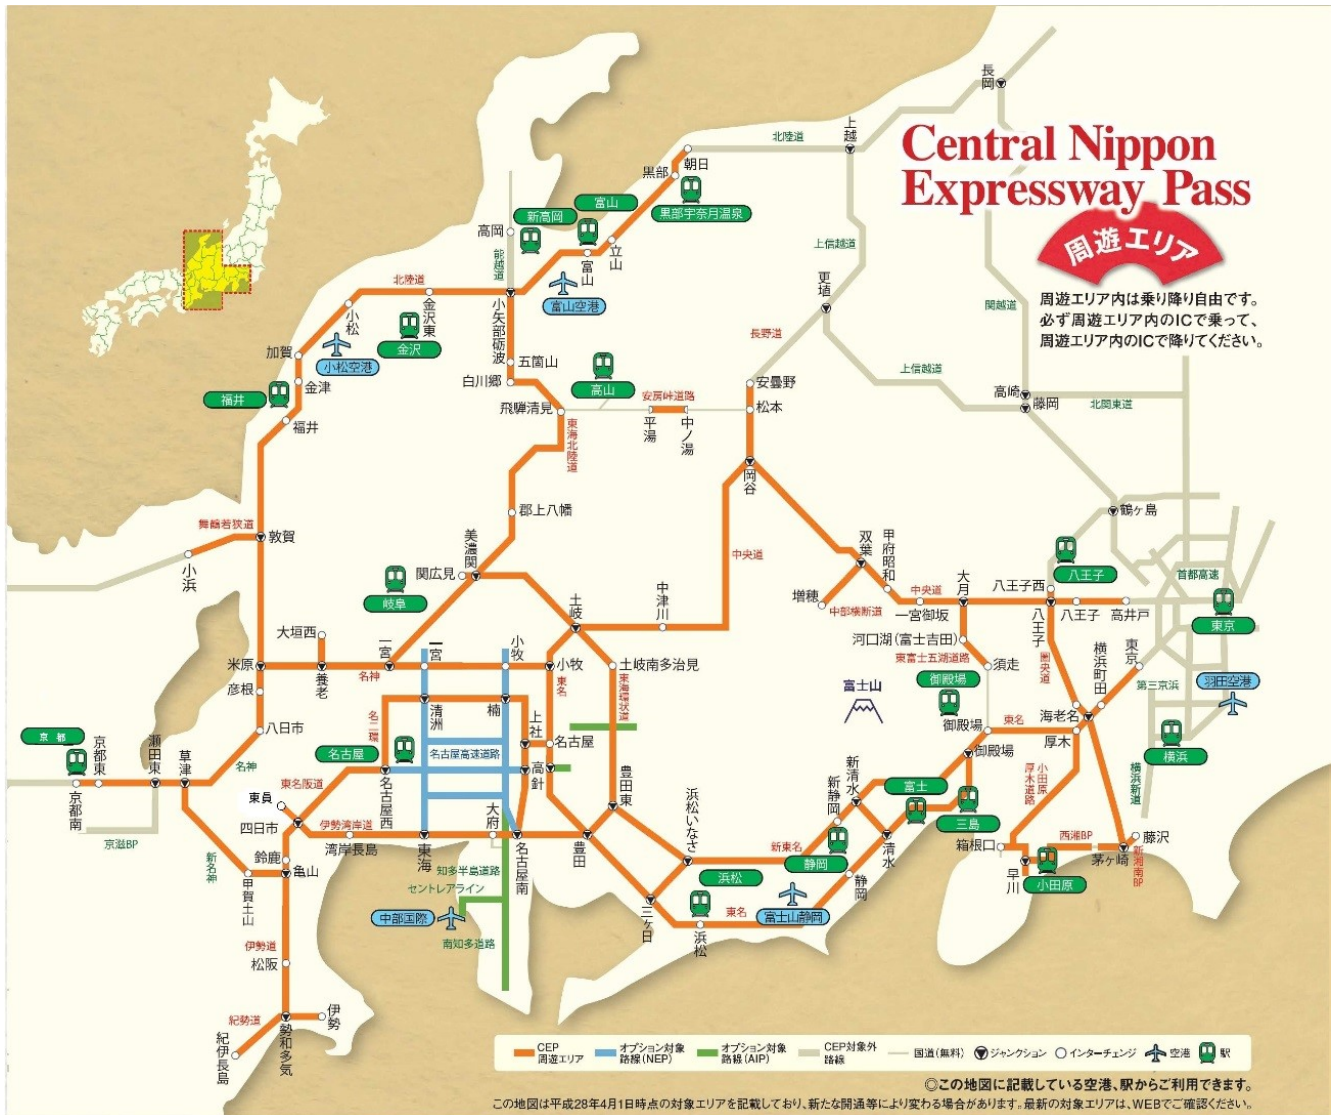 Central Nippon
Expressway Pass
周遊エリア
周遊エリア内は乗り降り自由です。
必ず周遊エリア内のICで乗って、
周遊エリア内のICで降りてください。
長岡
北陸道
上越
朝日
黒部
黒部宇奈月温泉
富山
新高岡
高岡
能越道
立山
富山
富山空港
上信越道
関越道
更埴
北陸道
金沢東
小松
小矢部砺波
長野道
加賀
小松空港
金沢
五箇山
白川郷
高山
安曇野
上信越道
金津
福井
福井
飛騨清見
安房峠道路
平湯
中ノ湯
松本
高崎
藤岡
北関東道
東海北陸道
岡谷
郡上八幡
鶴ヶ島
舞鶴若狭道
敦賀
小浜
美濃関
関広見
岐阜
中央道
双葉
甲府昭和
増穂
中部横断道
中央道
一宮御坂
大月
八王子西
八王子
八王子
八王子
高井戸
首都高速
東京
土岐
中津川
大垣西
一宮
一宮
小牧
小牧
土岐南多治見
河口湖(富士吉田)
東富士五湖道路
須走
圏央道
横浜町田
東京
第三京浜
羽田空港
米原
彦根
養老
名神
東名
東海環状道
富士山
御殿場
御殿場
東名
海老名
厚木
横浜
八日市
名二環
清洲
楠
上社
名古屋
御殿場
京都
京都東
瀬田東
草津
名神
名古屋
名古屋高速道路
高針
新清水
小田原厚木道路
横浜新道
京都南
東名阪道
名古屋西
豊田東
浜松いなさ
新静岡
富士
三島
東員
四日市
伊勢湾岸道
大府
箱根口
西湘BP
藤沢
京滋BP
新名神
鈴鹿
亀山
湾岸長島
東海
名古屋南
豊田
新東名
静岡
清水
早川
小田原
茅ヶ崎
新湘南BP
甲賀土山
知多半島道路
セントレアライン
三ケ日
浜松
静岡
中部国際
浜松
東名
富士山静岡
南知多道路
伊勢道
松阪
伊勢
紀勢道
勢和多気
紀伊長島
CEP
周遊エリア
オプション対象
路線(NEP)
オプション対象
路線(AIP)
CEP対象外
路線
国道(無料)
ジャンクション
インターチェンジ
空港
駅
◎この地図に記載している空港、駅からご利用できます。
この地図は平成28年4月1日時点の対象エリアを記載しており、新たな開通等により変わる場合があります。最新の対象エリアは、WEBでご確認ください。